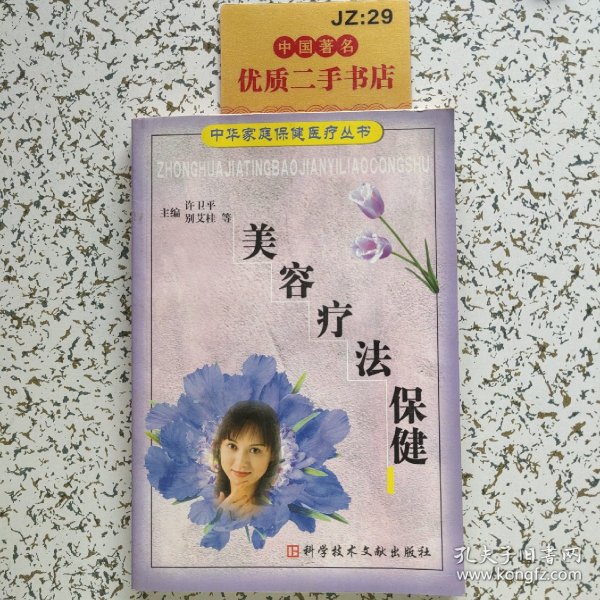 JZ:29
中国著名
优质二手书店
中华家庭保健医疗丛书
ZHONGHUAJIATINGBAOJIANYILIAOCONGSHU
主编 许卫平
别艾桂 等
美容疗法保健
科学技术文献出版社
孔夫子旧书网
www.kongfz.com